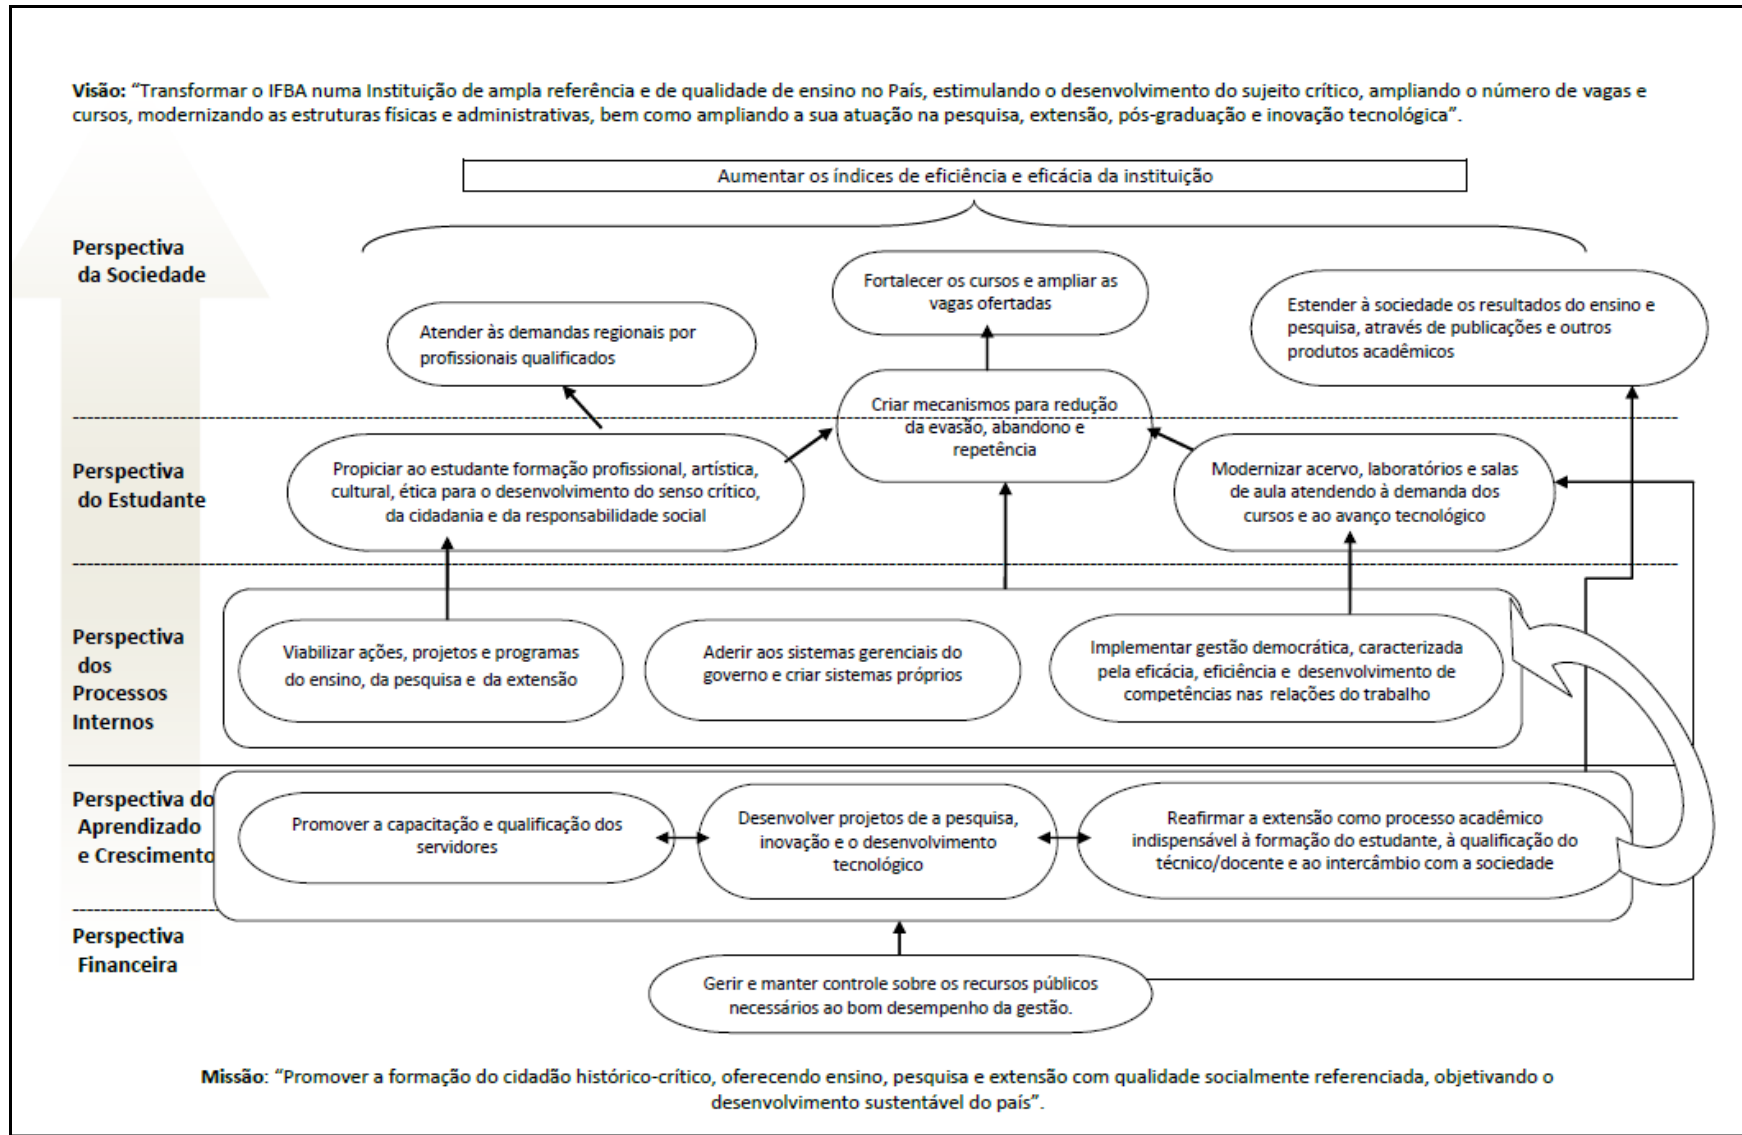 Visão: “Transformar o IFBA numa Instituição de ampla referência e de qualidade de ensino no País, estimulando o desenvolvimento do sujeito crítico, ampliando o número de vagas e
cursos, modernizando as estruturas físicas e administrativas, bem como ampliando a sua atuação na pesquisa, extensão, pós-graduação e inovação tecnológica”.
Aumentar os índices de eficiência e eficácia da instituição
Perspectiva
da Sociedade
Atender às demandas regionais por
profissionais qualificados
Fortalecer os cursos e ampliar as
vagas ofertadas
Estender à sociedade os resultados do ensino e
pesquisa, através de publicações e outros
produtos acadêmicos
Criar mecanismos para redução
da evasão, abandono e
repetência
Perspectiva
do Estudante
Propiciar ao estudante formação profissional, artística,
cultural, ética para o desenvolvimento do senso crítico,
da cidadania e da responsabilidade social
Modernizar acervo, laboratórios e salas
de aula atendendo à demanda dos
cursos e ao avanço tecnológico
Perspectiva
dos
Processos
Internos
Viabilizar ações, projetos e programas
do ensino, da pesquisa e da extensão
Aderir aos sistemas gerenciais do
governo e criar sistemas próprios
Implementar gestão democrática, caracterizada
pela eficácia, eficiência e desenvolvimento de
competências nas relações do trabalho
Perspectiva do
Aprendizado
e Crescimento
Promover a capacitação e qualificação dos
servidores
Desenvolver projetos de a pesquisa,
inovação e o desenvolvimento
tecnológico
Reafirmar a extensão como processo acadêmico
indispensável à formação do estudante, à qualificação do
técnico/docente e ao intercâmbio com a sociedade
Perspectiva
Financeira
Gerir e manter controle sobre os recursos públicos
necessários ao bom desempenho da gestão.
Missão: “Promover a formação do cidadão histórico-crítico, oferecendo ensino, pesquisa e extensão com qualidade socialmente referenciada, objetivando o
desenvolvimento sustentável do país”.